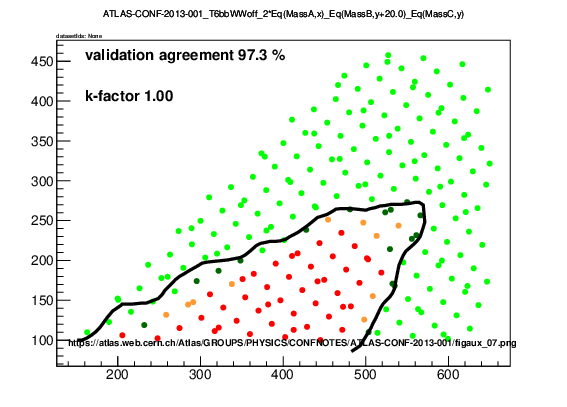 ATLAS-CONF-2013-001_T6bbWWoff_2*Eq(MassA,x)_Eq(MassB,y+20.0)_Eq(MassC,y)
datasetIds: None
validation agreement 97.3 %
k-factor 1.00
450
400
350
300
250
200
150
100
https://atlas.web.cern.ch/Atlas/GROUPS/PHYSICS/CONFNOTES/ATLAS-CONF-2013-001/figaux_07.png
200 300 400 500 600